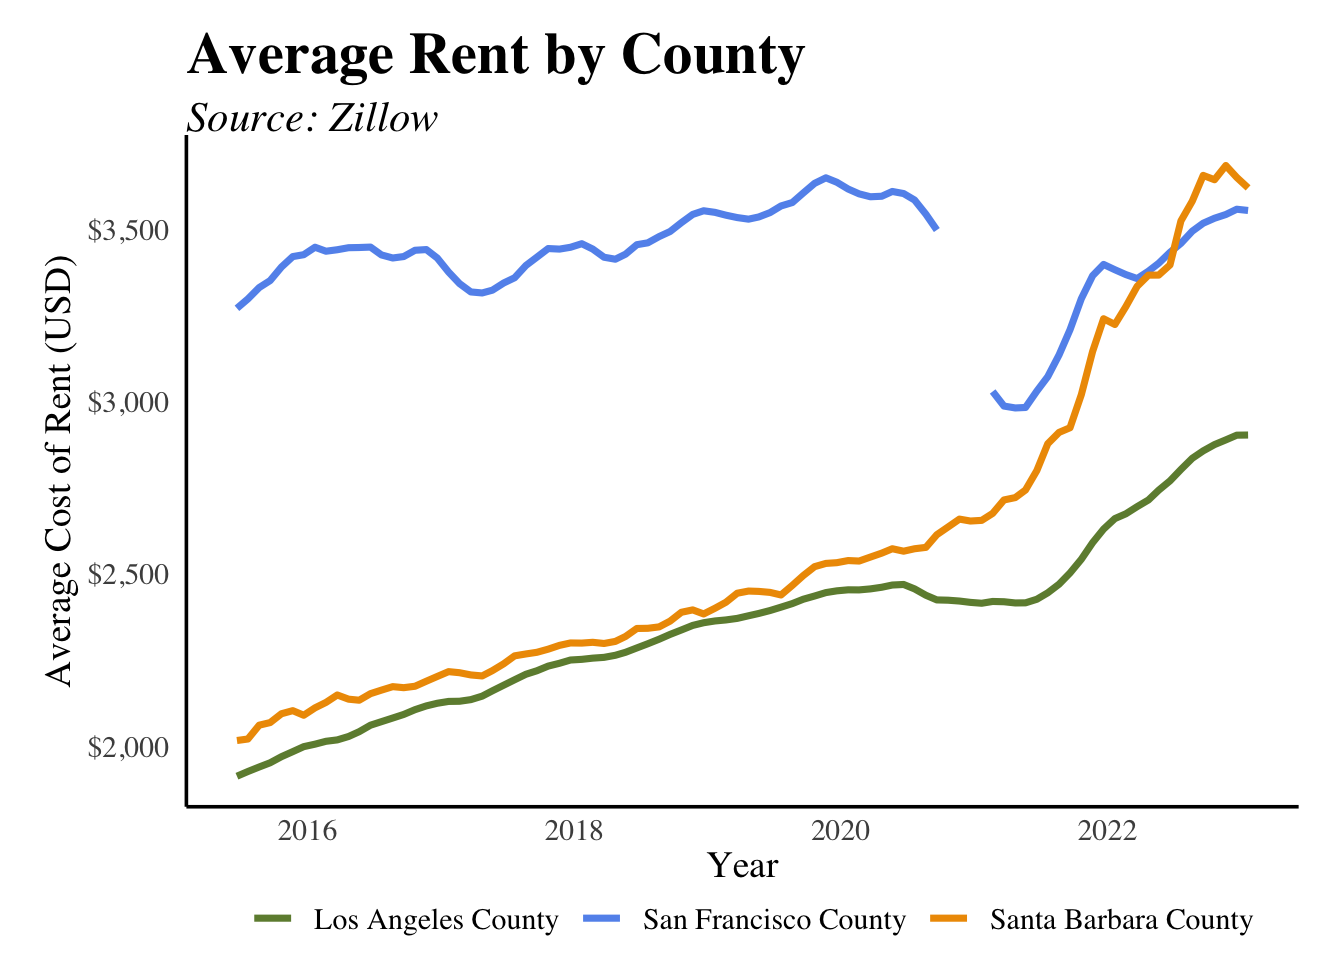 Average Rent by County
Source: Zillow
Average Cost of Rent (USD)
$3,500
$3,000
$2,500
$2,000
2016 2018 2020 2022
Year
Los Angeles County San Francisco County Santa Barbara County